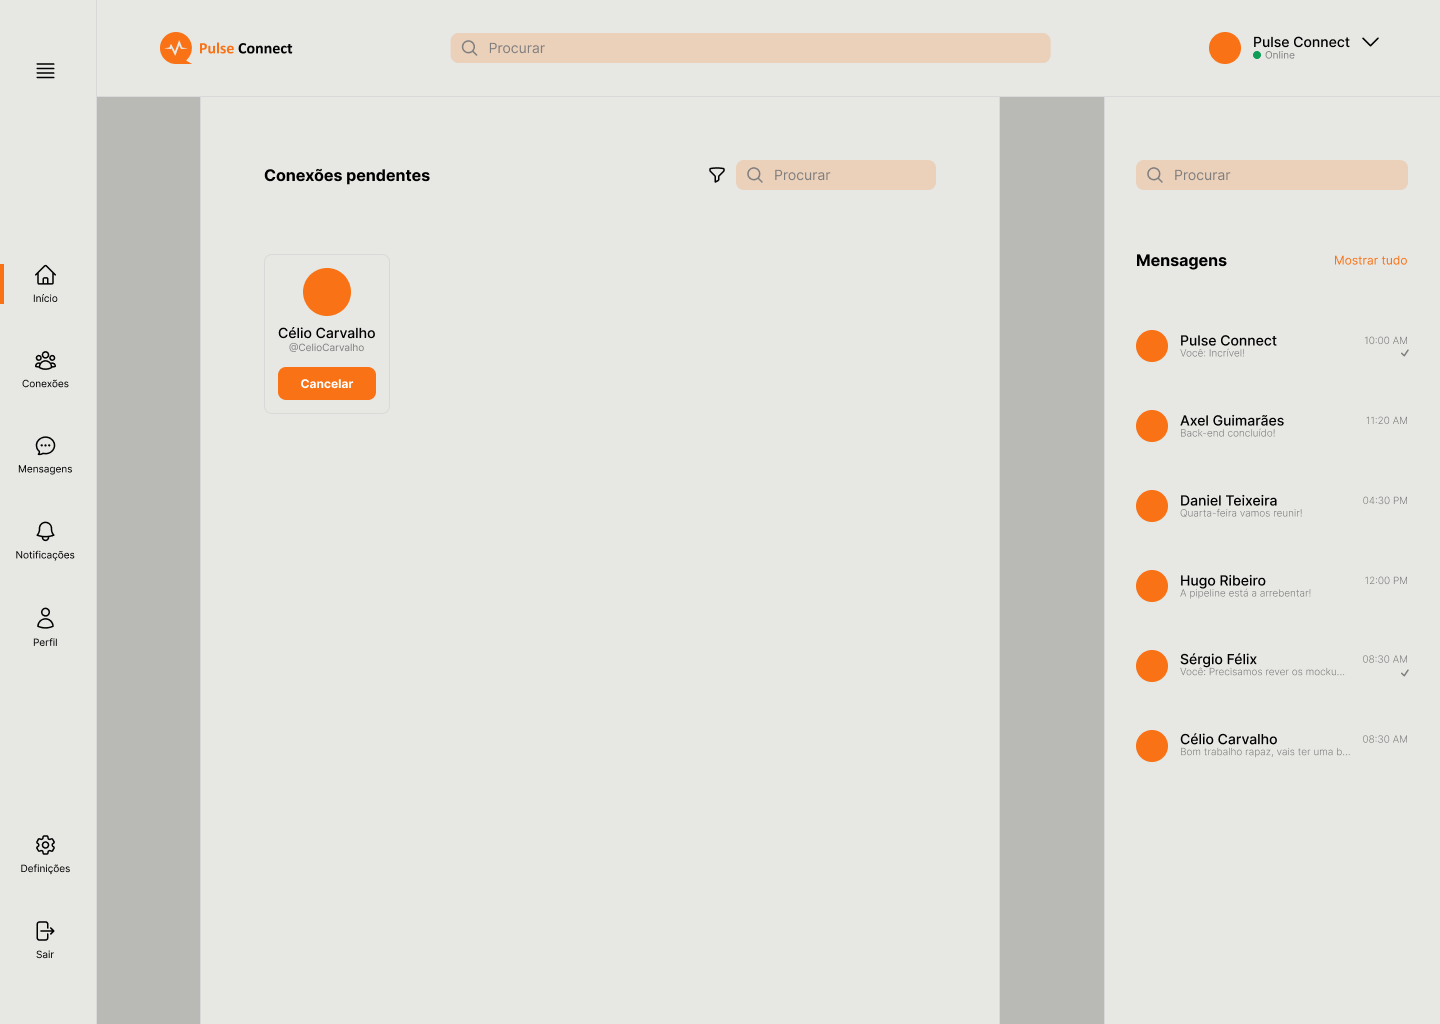 Pulse Connect
Procurar
Pulse Connect
Online
Início
Conexões
Mensagens
Notificações
Perfil
Definições
Sair
Conexões pendentes
Procurar
Célio Carvalho
@CelioCarvalho
Cancelar
Procurar
Mensagens
Mostrar tudo
Pulse Connect
10:00 AM
Você: Incrível!
Axel Guimarães
11:20 AM
Back-end concluído!
Daniel Teixeira
04:30 PM
Quarta-feira vamos reunir!
Hugo Ribeiro
12:00 PM
A pipeline está a arrebentar!
Sérgio Félix
08:30 AM
Você: Precisamos rever os mocku...
Célio Carvalho
08:30 AM
Bom trabalho rapaz, vais ter uma b...